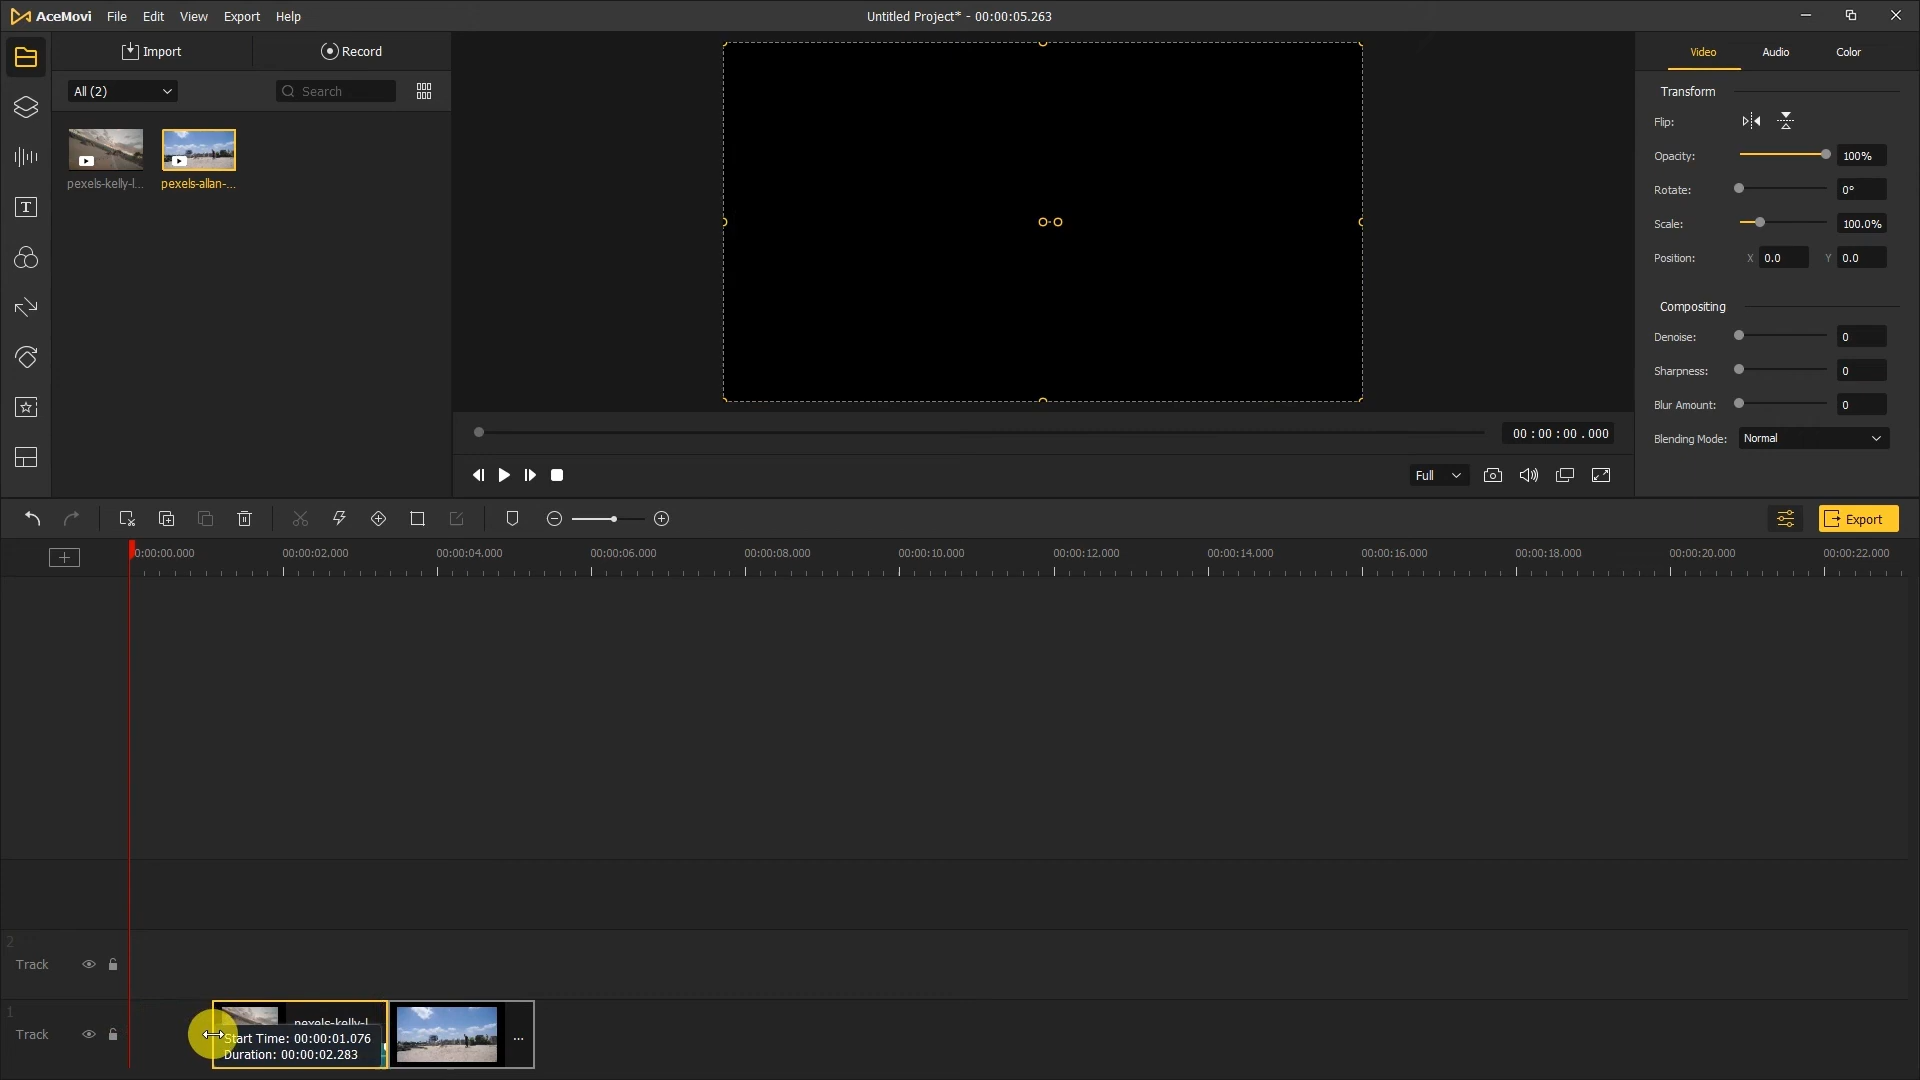 AceMovi File Edit View Export Help
Untitled Project* - 00:00:05.263
Import
Record
All (2)
Search
pexels-kelly-l...
pexels-allan-...
Video Audio Color
Transform
Flip:
Opacity: 100%
Rotate: 0°
Scale: 100.0%
Position: X 0.0 Y 0.0
Compositing
Denoise: 0
Sharpness: 0
Blur Amount: 0
Blending Mode: Normal
00 : 00 : 00 . 000
Full
Export
0:00:00.000 00:00:02.000 00:00:04.000 00:00:06.000 00:00:08.000 00:00:10.000 00:00:12.000 00:00:14.000 00:00:16.000 00:00:18.000 00:00:20.000 00:00:22.000
2
Track
1
Track
pexels-kelly-l
Start Time: 00:00:01.076
Duration: 00:00:02.283
...